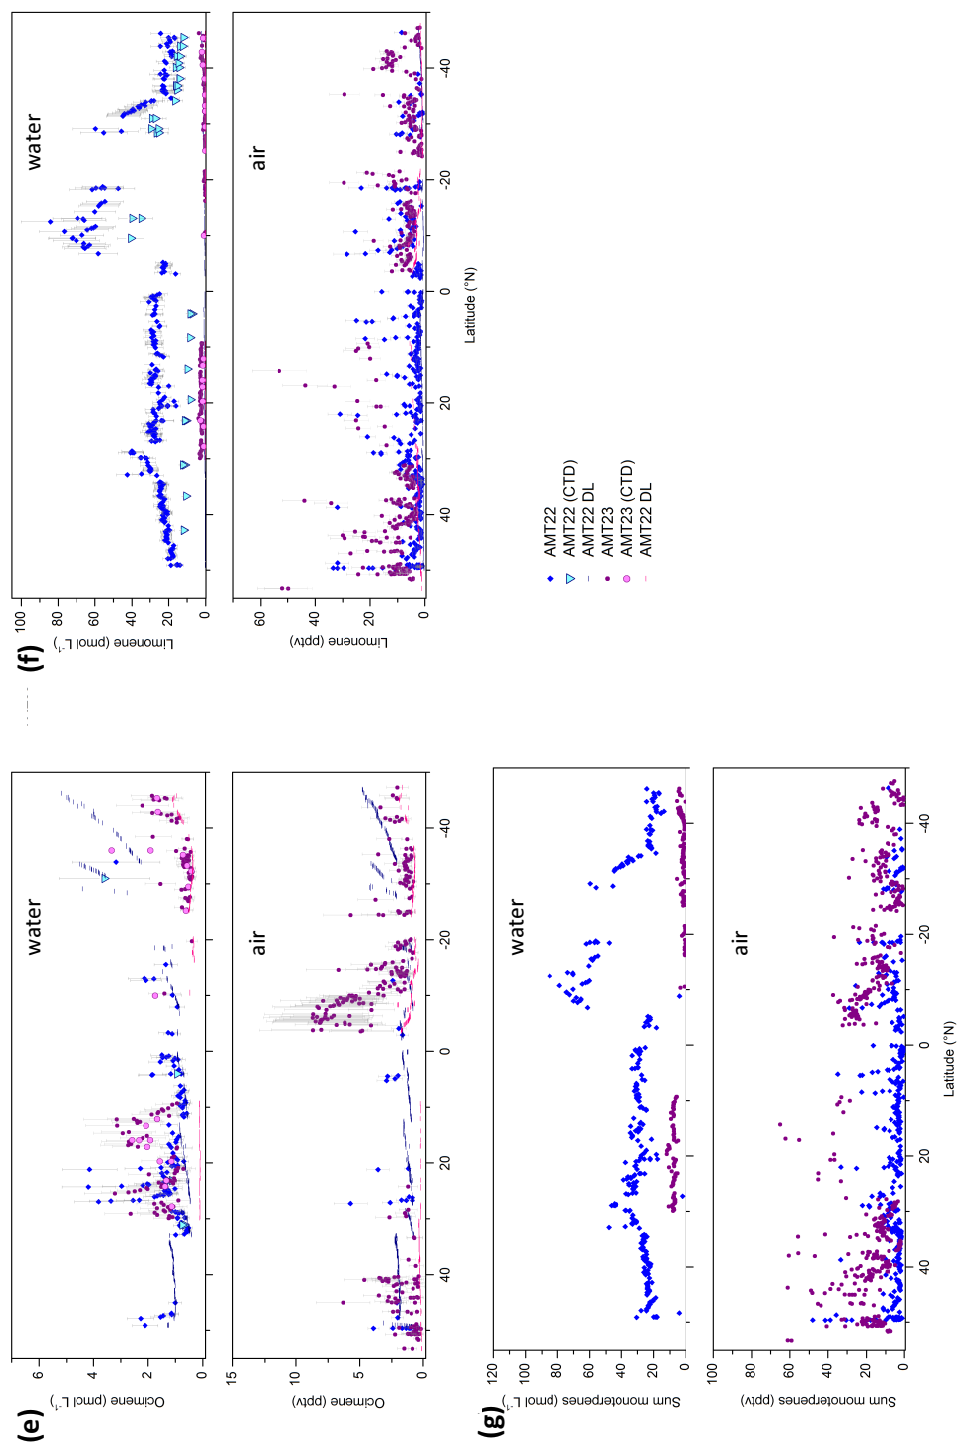 (e)
water
Ocimene (pmol L⁻¹)
6
4
2
0
air
Ocimene (pptv)
15
10
5
0
40
20
0
-20
-40
(f)
water
Limonene (pmol L⁻¹)
100
80
60
40
20
0
air
Limonene (pptv)
60
40
20
0
40
20
0
-20
-40
Latitude (°N)
(g)
water
Sum monoterpenes (pmol L⁻¹)
120
100
80
60
40
20
0
air
Sum monoterpenes (pptv)
100
80
60
40
20
0
40
20
0
-20
-40
Latitude (°N)
AMT22
AMT22 (CTD)
AMT22 DL
AMT23
AMT23 (CTD)
AMT22 DL